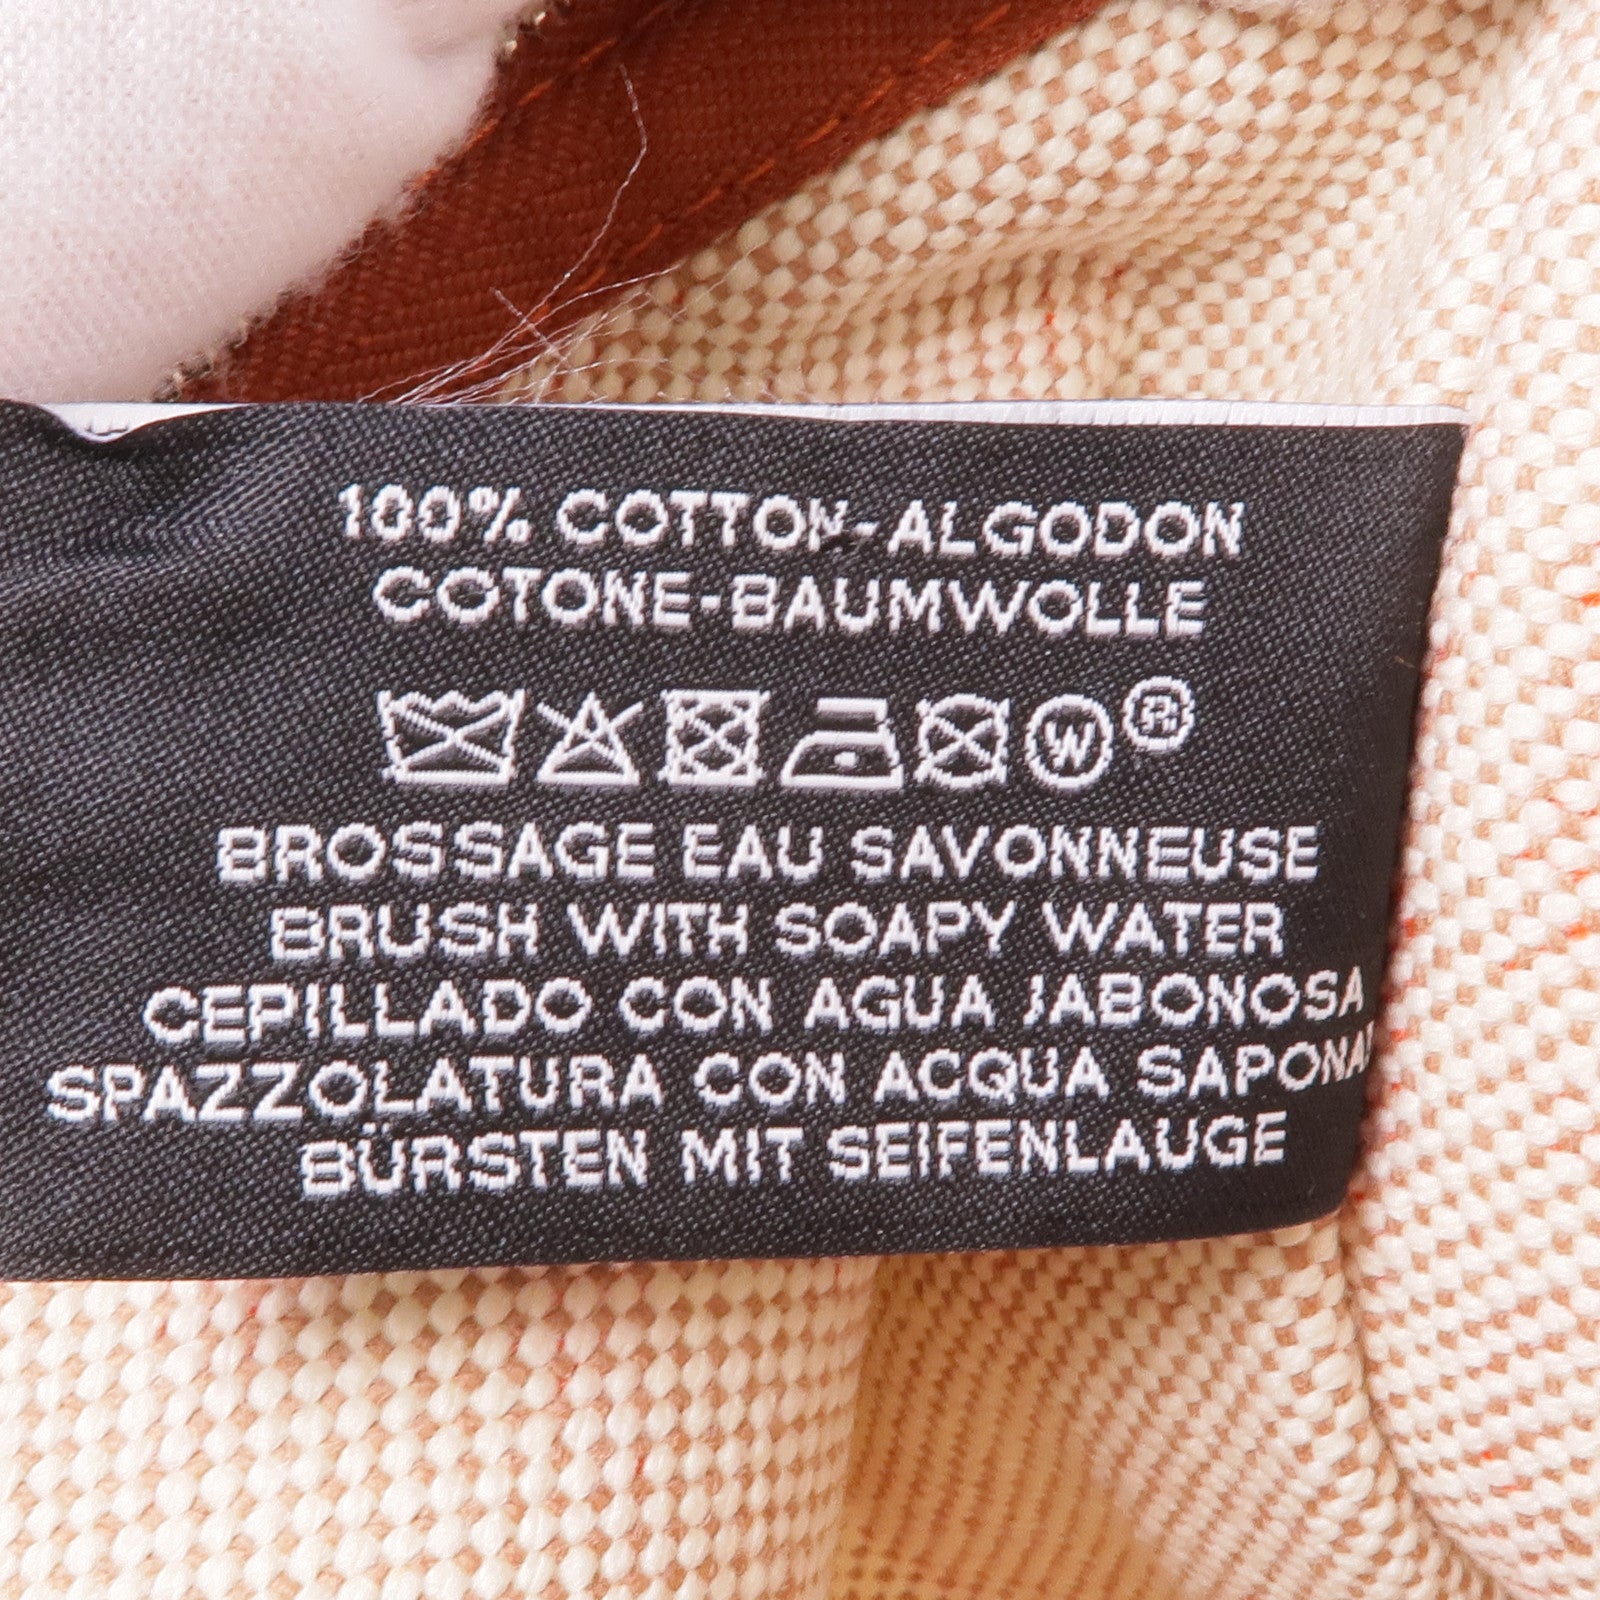 100% COTTON-ALGODON
COTONE-BAUMWOLLE
W ®
BROSSAGE EAU SAVONNEUSE
BRUSH WITH SOAPY WATER
CEPILLADO CON AGUA JABONOSA
SPAZZOLATURA CON ACQUA
BÜRSTEN MIT SEIFENLAUGE